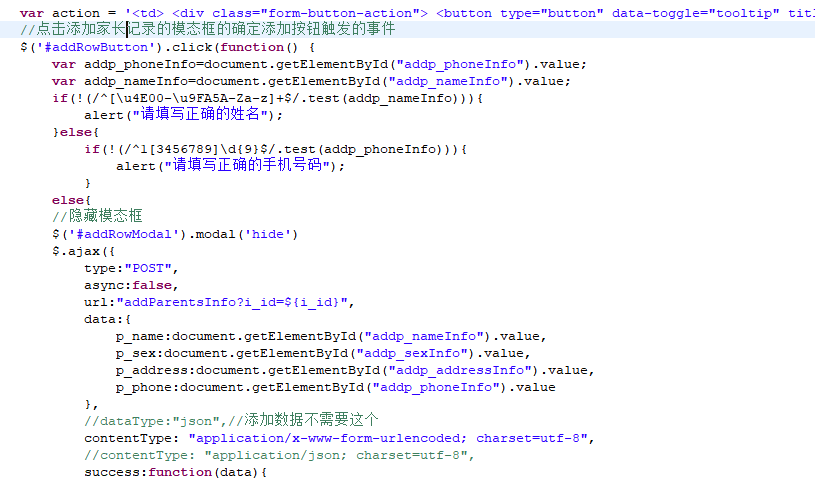 var action = '<td> <div class="form-button-action"> <button type="button" data-toggle="tooltip" titl
//点击添加家长记录的模态框的确定添加按钮触发的事件
$('#addRowButton').click(function() {
var addp_phoneInfo=document.getElementById("addp_phoneInfo").value;
var addp_nameInfo=document.getElementById("addp_nameInfo").value;
if(!(/^[\u4E00-\u9FA5A-Za-z]+$/.test(addp_nameInfo))){
alert("请填写正确的姓名");
}else{
if(!(/^1[3456789]\d{9}$/.test(addp_phoneInfo))){
alert("请填写正确的手机号码");
}
else{
//隐藏模态框
$('#addRowModal').modal('hide')
$.ajax({
type:"POST",
async:false,
url:"addParentsInfo?i_id=${i_id}",
data:{
p_name:document.getElementById("addp_nameInfo").value,
p_sex:document.getElementById("addp_sexInfo").value,
p_address:document.getElementById("addp_addressInfo").value,
p_phone:document.getElementById("addp_phoneInfo").value
},
//dataType:"json",//添加数据不需要这个
contentType: "application/x-www-form-urlencoded; charset=utf-8",
//contentType: "application/json; charset=utf-8",
success:function(data){